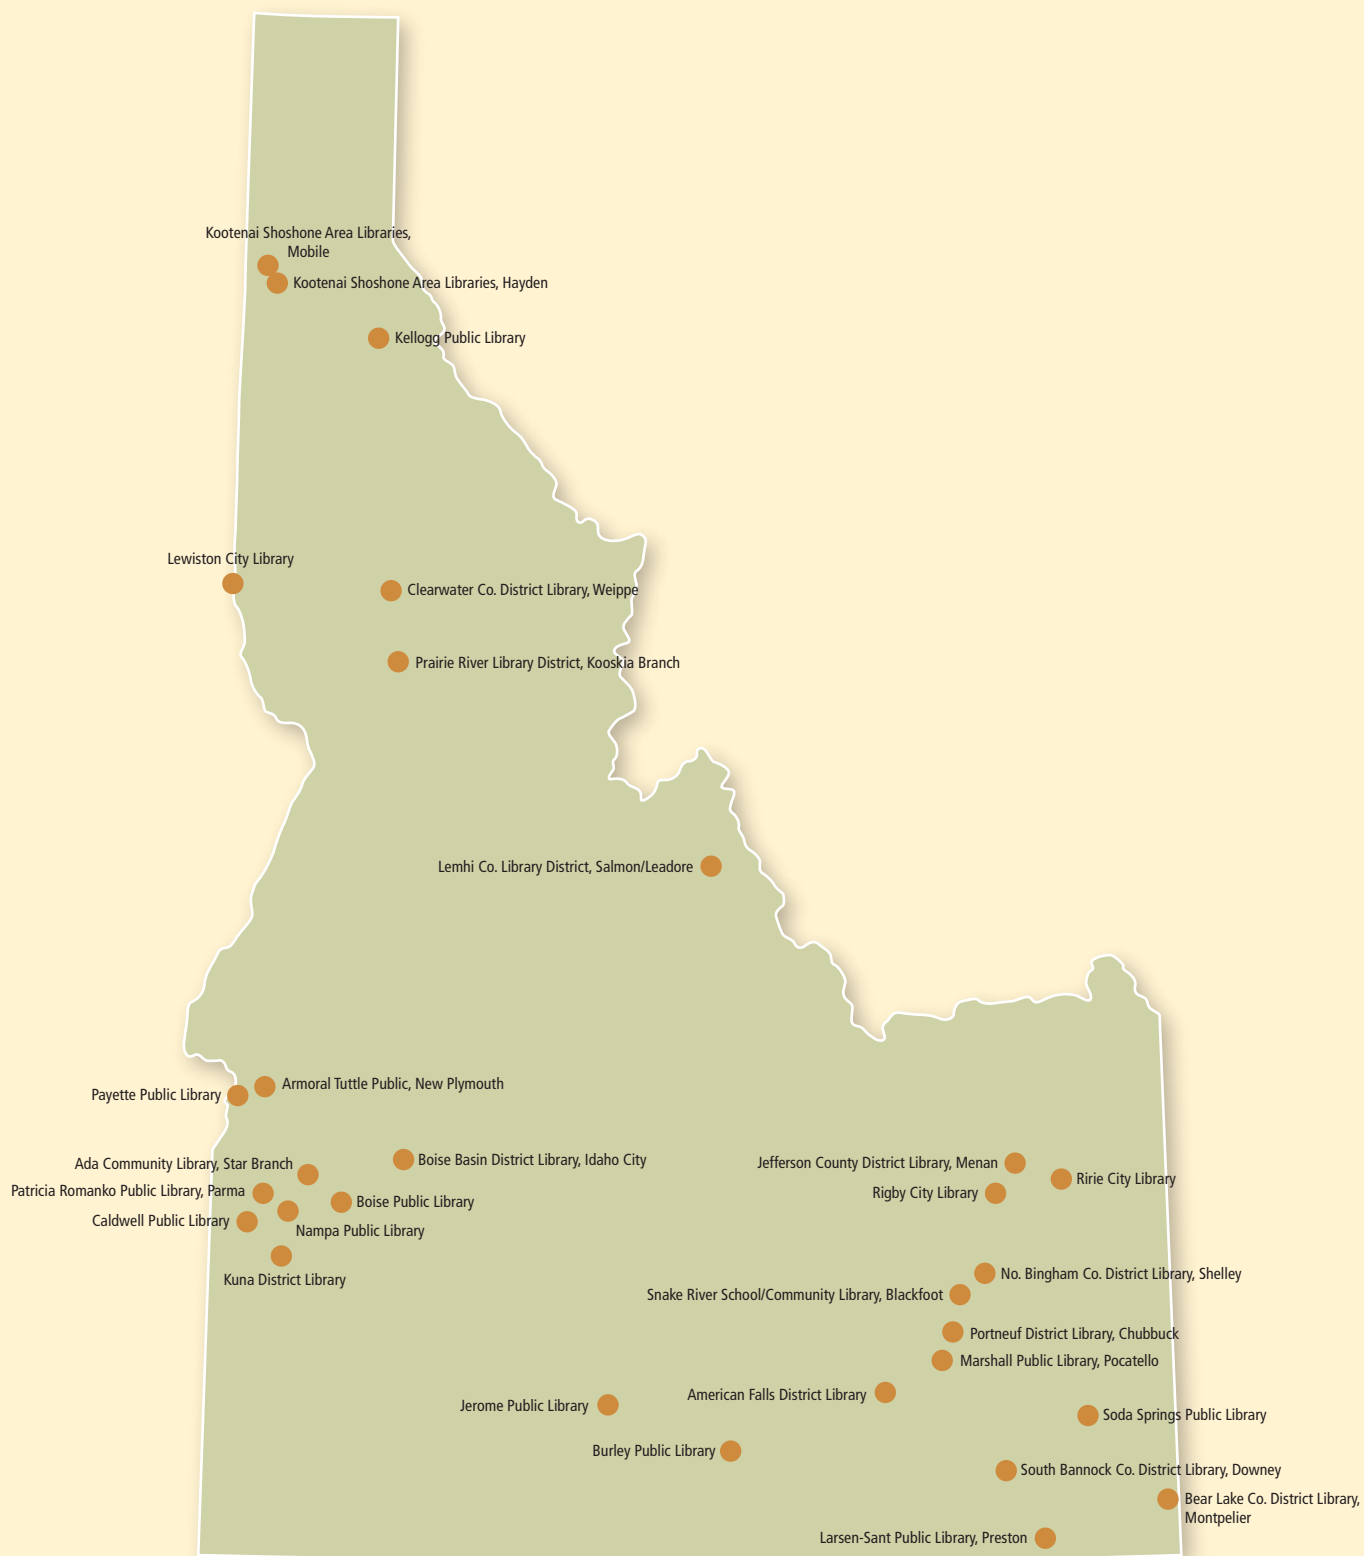 Kootenai Shoshone Area Libraries,
Mobile
Kootenai Shoshone Area Libraries, Hayden
Kellogg Public Library
Lewiston City Library
Clearwater Co. District Library, Weippe
Prairie River Library District, Kooskia Branch
Lemhi Co. Library District, Salmon/Leadore
Armoral Tuttle Public, New Plymouth
Payette Public Library
Boise Basin District Library, Idaho City
Ada Community Library, Star Branch
Patricia Romanko Public Library, Parma
Boise Public Library
Caldwell Public Library
Nampa Public Library
Kuna District Library
Jefferson County District Library, Menan
Ririe City Library
Rigby City Library
No. Bingham Co. District Library, Shelley
Snake River School/Community Library, Blackfoot
Portneuf District Library, Chubbuck
Marshall Public Library, Pocatello
American Falls District Library
Jerome Public Library
Soda Springs Public Library
Burley Public Library
South Bannock Co. District Library, Downey
Bear Lake Co. District Library,
Montpelier
Larsen-Sant Public Library, Preston